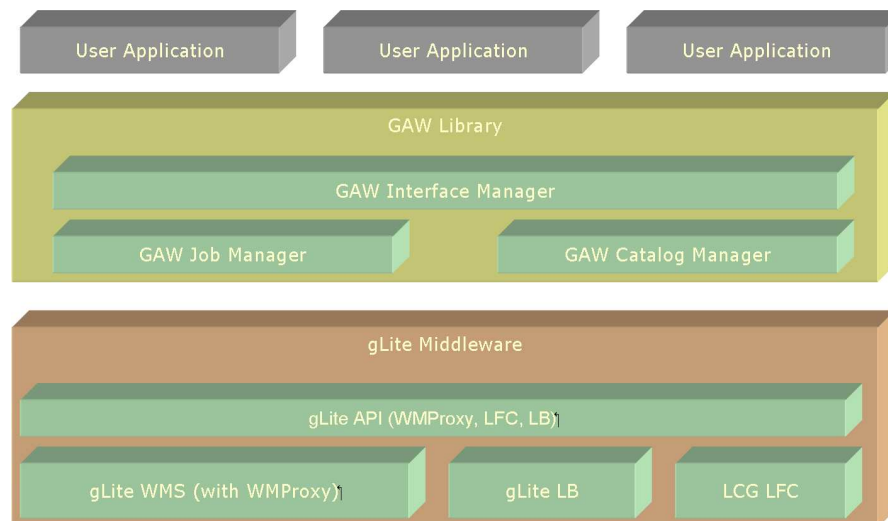 User Application
User Application
User Application
GAW Library
GAW Interface Manager
GAW Job Manager
GAW Catalog Manager
gLite Middleware
gLite API (WMProxy, LFC, LB)
gLite WMS (with WMProxy)
gLite LB
LCG LFC